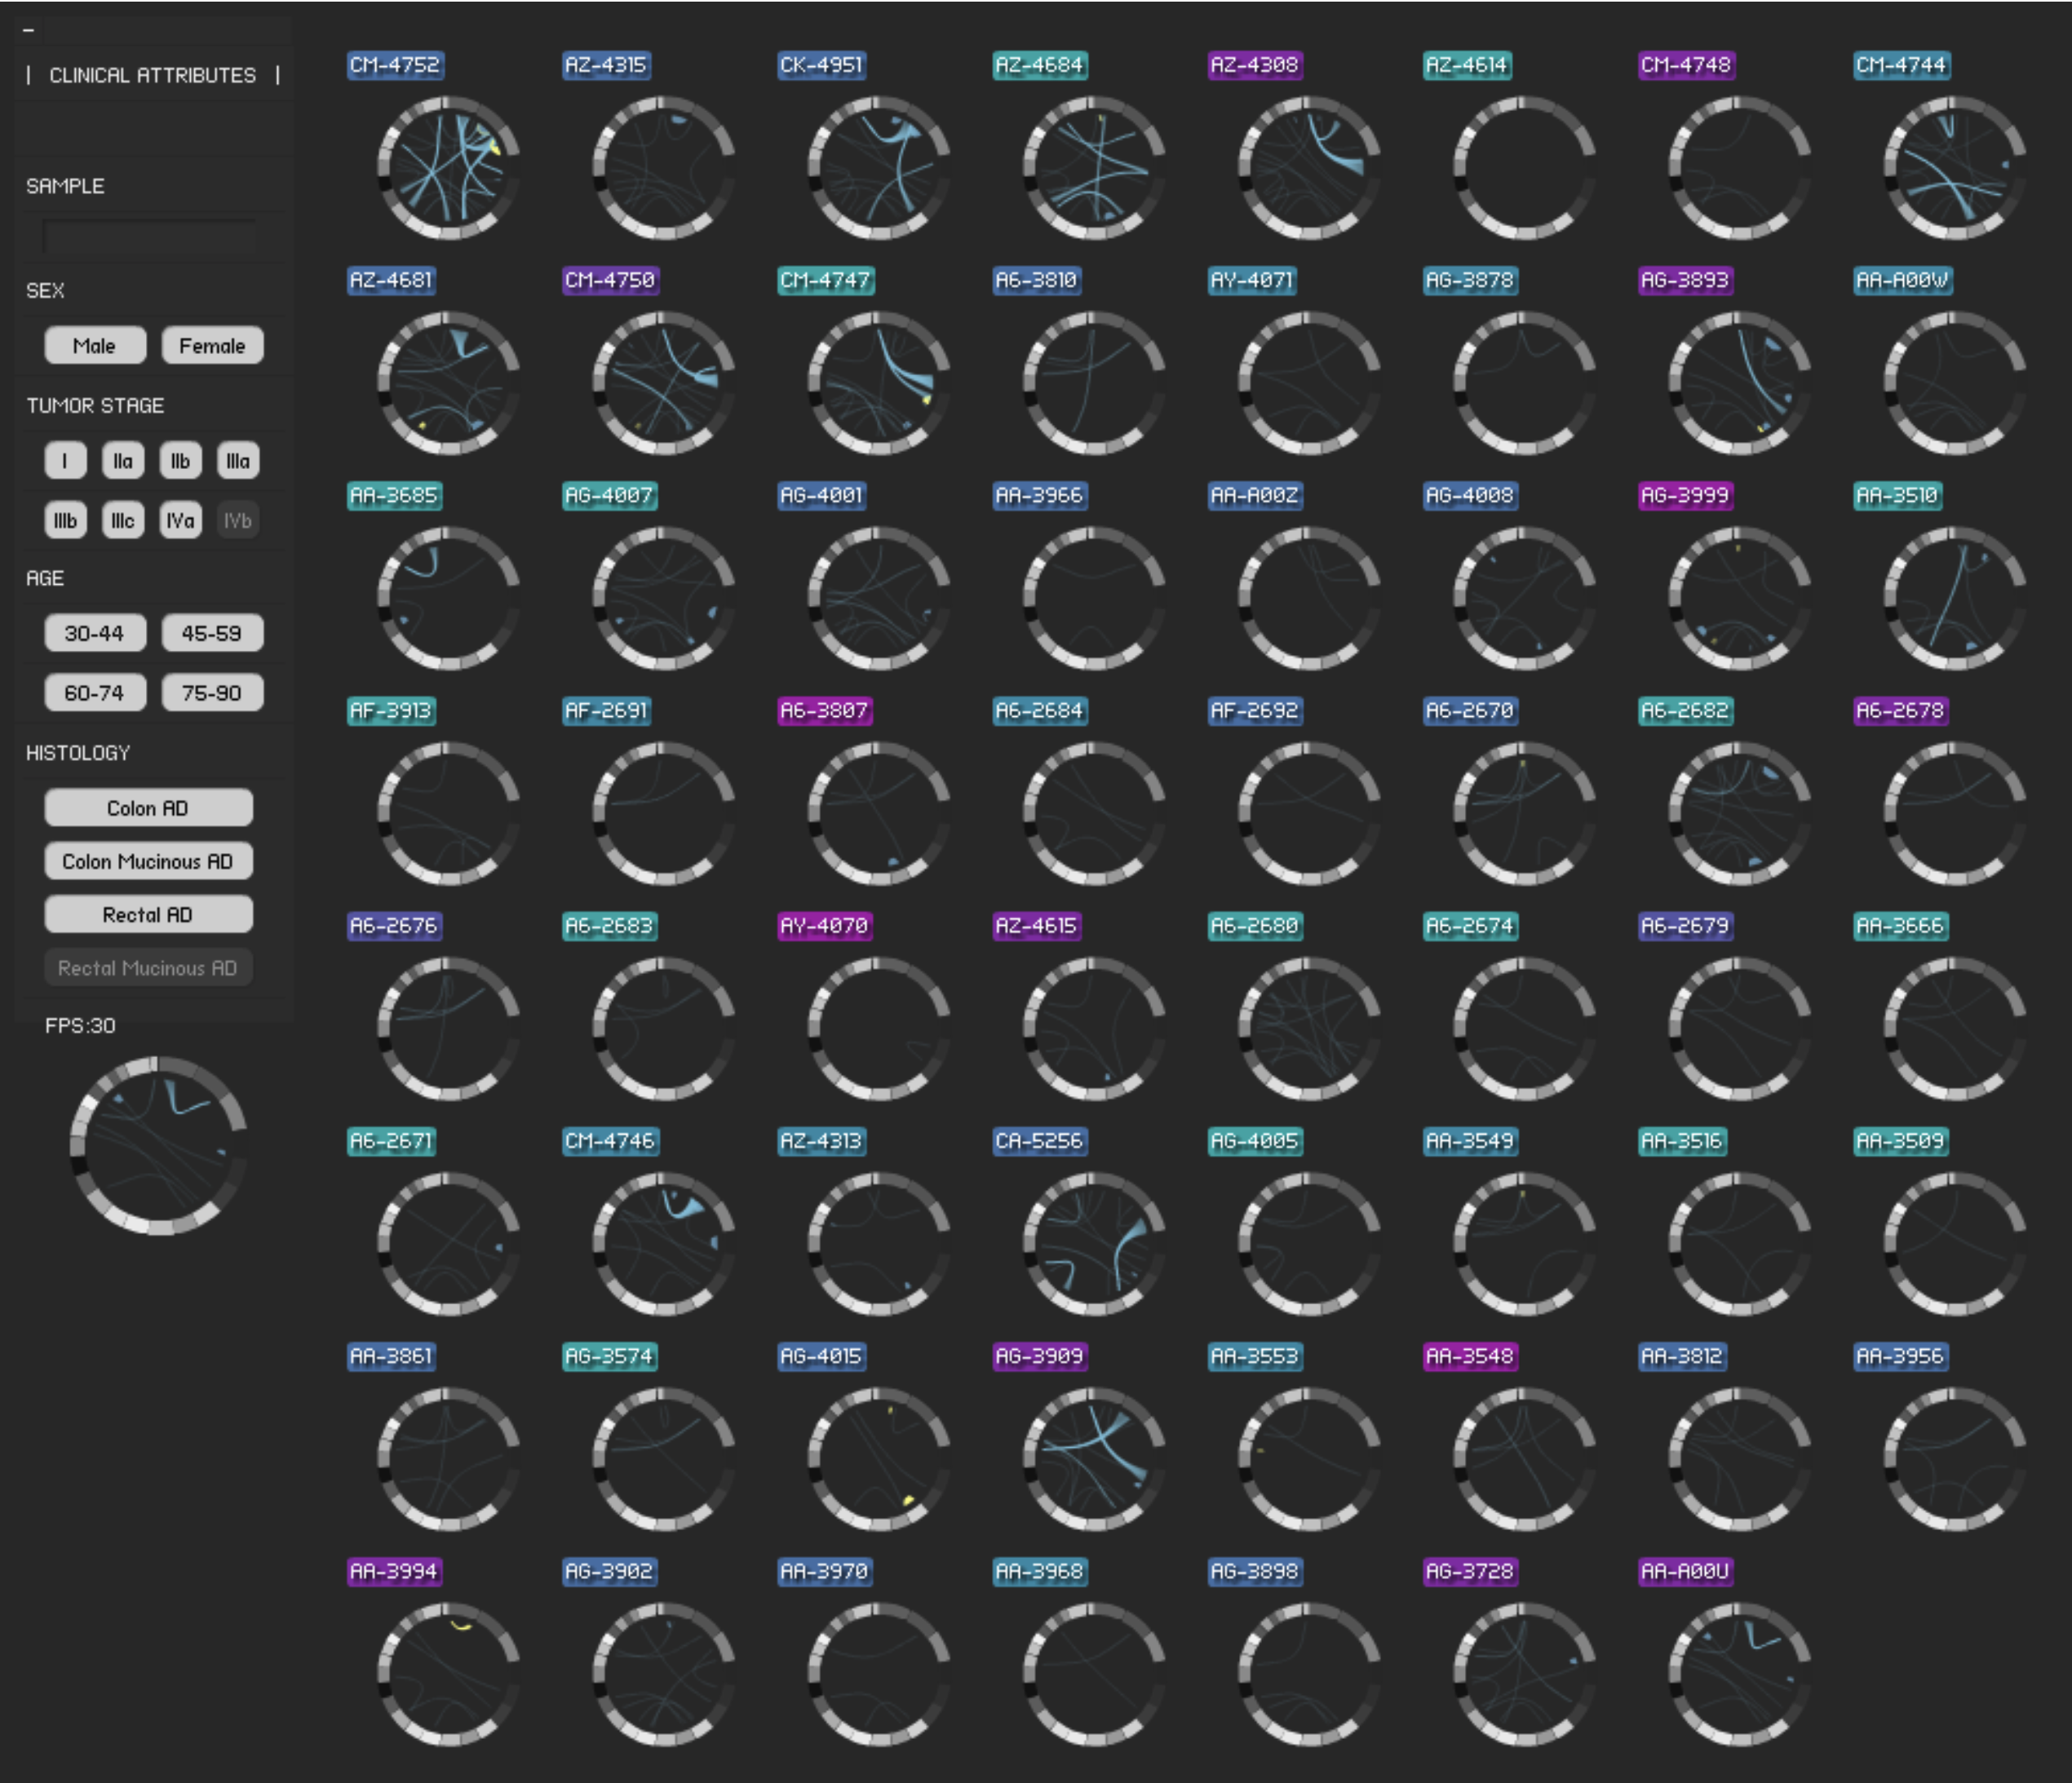 –
| CLINICAL ATTRIBUTES |
SAMPLE
SEX
Male Female
TUMOR STAGE
I IIa IIb IIIa
IIIb IIIc IVa IVb
AGE
30-44 45-59
60-74 75-90
HISTOLOGY
Colon AD
Colon Mucinous AD
Rectal AD
Rectal Mucinous AD
FPS:30
CM-4752 AZ-4315 CK-4951 AZ-4684 AZ-4308 AZ-4614 CM-4748 CM-4744
AZ-4681 CM-4750 CM-4747 A6-3810 AY-4071 AG-3878 AG-3893 AA-A00W
AA-3685 AG-4007 AG-4001 AA-3966 AA-A00Z AG-4008 AG-3999 AA-3510
AF-3913 AF-2691 A6-3807 A6-2684 AF-2692 A6-2670 A6-2682 A6-2678
A6-2676 A6-2683 AY-4070 AZ-4615 A6-2680 A6-2674 A6-2679 AA-3666
A6-2671 CM-4746 AZ-4313 CA-5256 AG-4005 AA-3549 AA-3516 AA-3509
AA-3861 AG-3574 AG-4015 AG-3909 AA-3553 AA-3548 AA-3812 AA-3956
AA-3994 AG-3902 AA-3970 AA-3968 AG-3898 AG-3728 AA-A00U